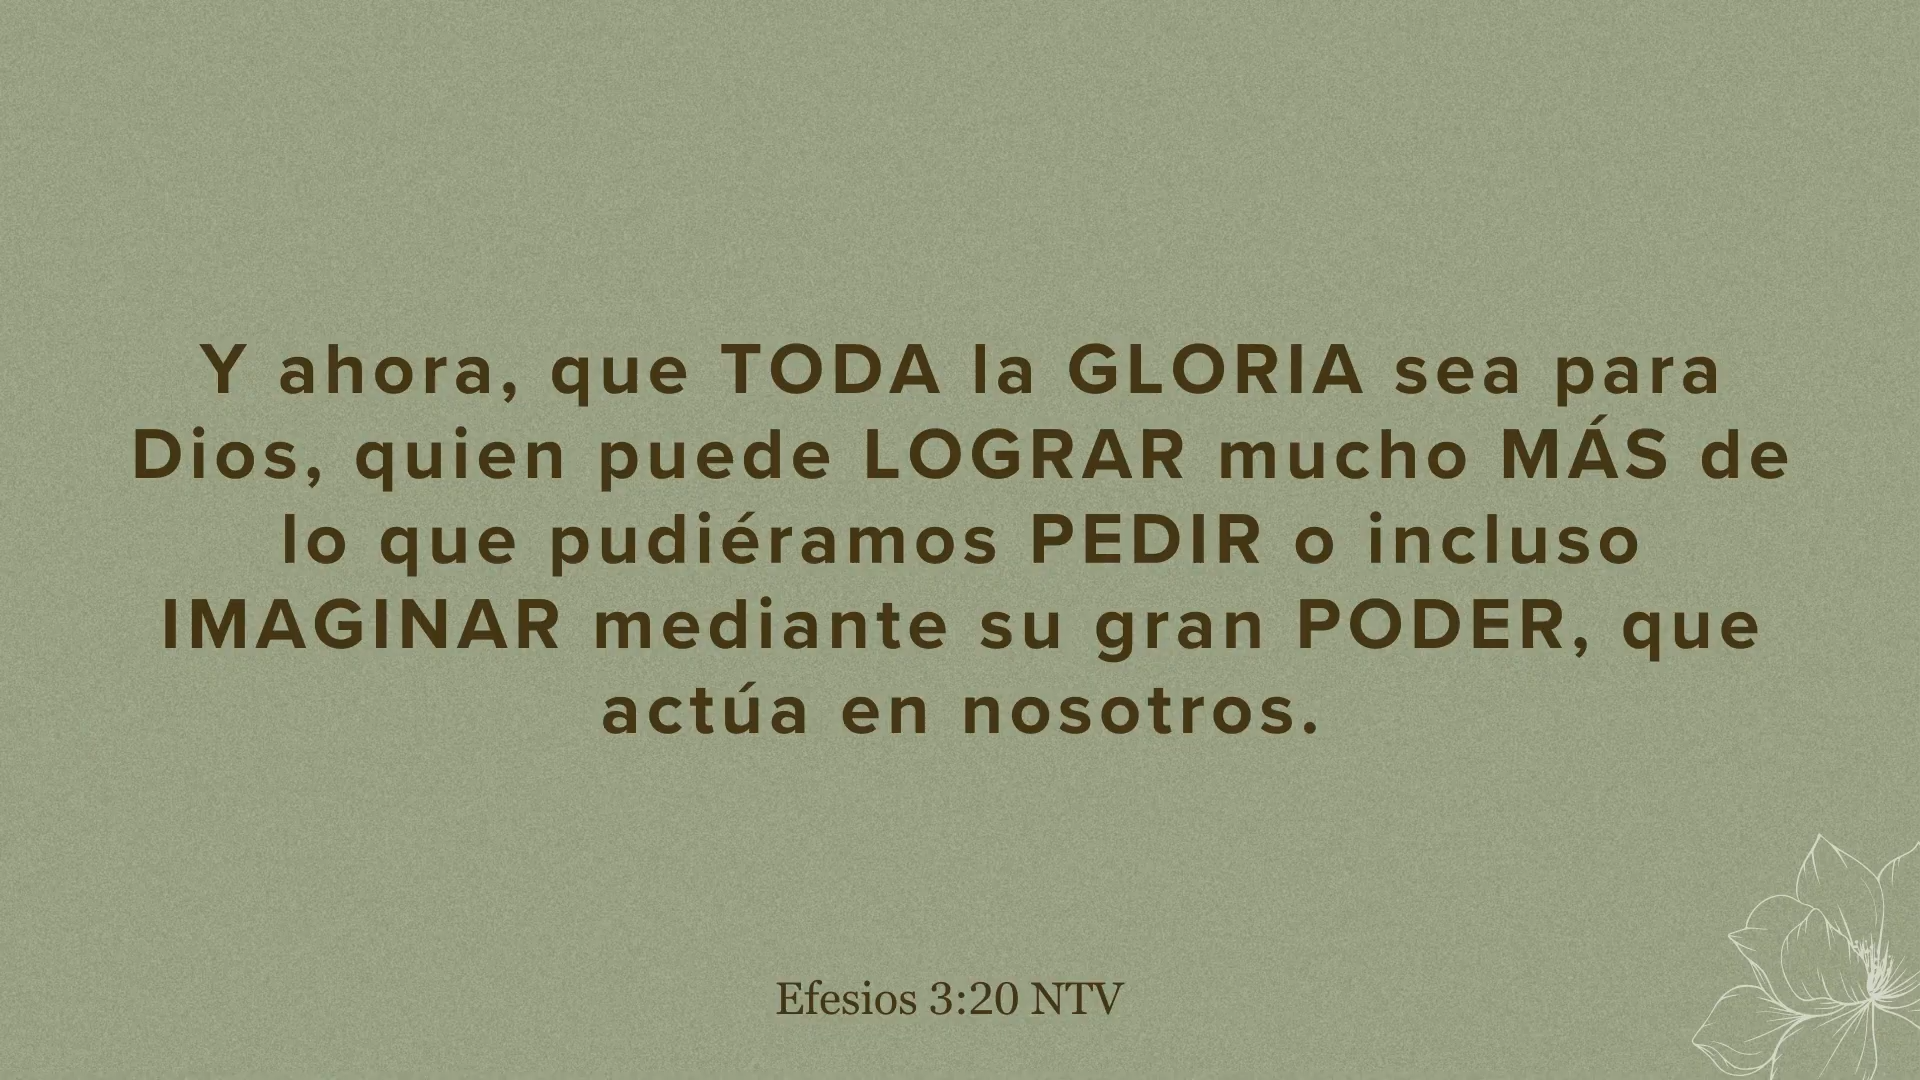 Y ahora, que TODA la GLORIA sea para
Dios, quien puede LOGRAR mucho MÁS de
lo que pudiéramos PEDIR o incluso
IMAGINAR mediante su gran PODER, que
actúa en nosotros.
Efesios 3:20 NTV